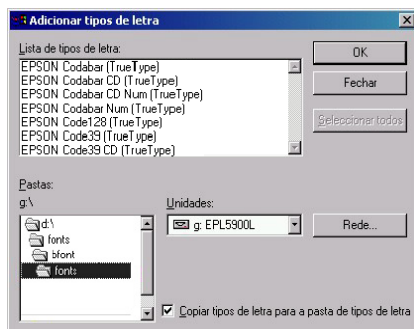 Adicionar tipos de letra
Lista de tipos de letra:
EPSON Codabar (TrueType)
EPSON Codabar CD (TrueType)
EPSON Codabar CD Num (TrueType)
EPSON Codabar Num (TrueType)
EPSON Code128 (TrueType)
EPSON Code39 (TrueType)
EPSON Code39 CD (TrueType)
OK
Fechar
Seleccionar todos
Pastas:
g:\
d:\
fonts
bfont
fonts
Unidades:
g: EPL5900L
Rede...
Copiar tipos de letra para a pasta de tipos de letra